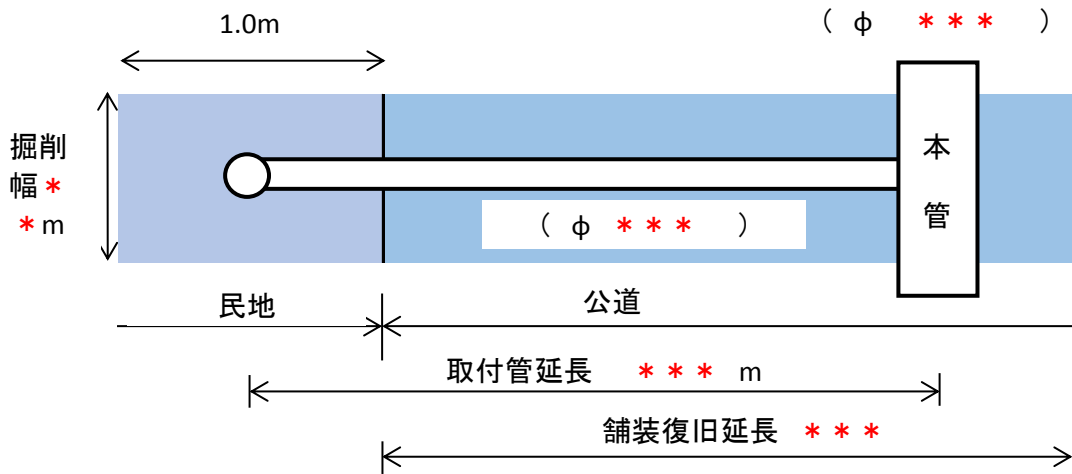 1.0m
（ φ ＊＊＊ ）
掘削
幅＊
＊m
本
管
（ φ ＊＊＊ ）
民地
公道
取付管延長 ＊＊＊ m
舗装復旧延長 ＊＊＊